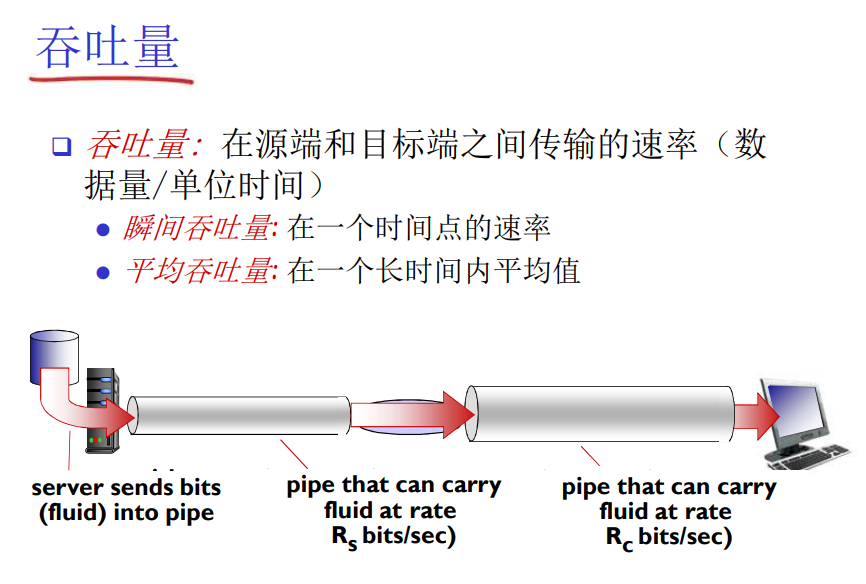 吞吐量
吞吐量: 在源端和目标端之间传输的速率（数
据量/单位时间）
瞬间吞吐量: 在一个时间点的速率
平均吞吐量: 在一个长时间内平均值
server sends bits
(fluid) into pipe
pipe that can carry
fluid at rate
Rs bits/sec)
pipe that can carry
fluid at rate
Rc bits/sec)